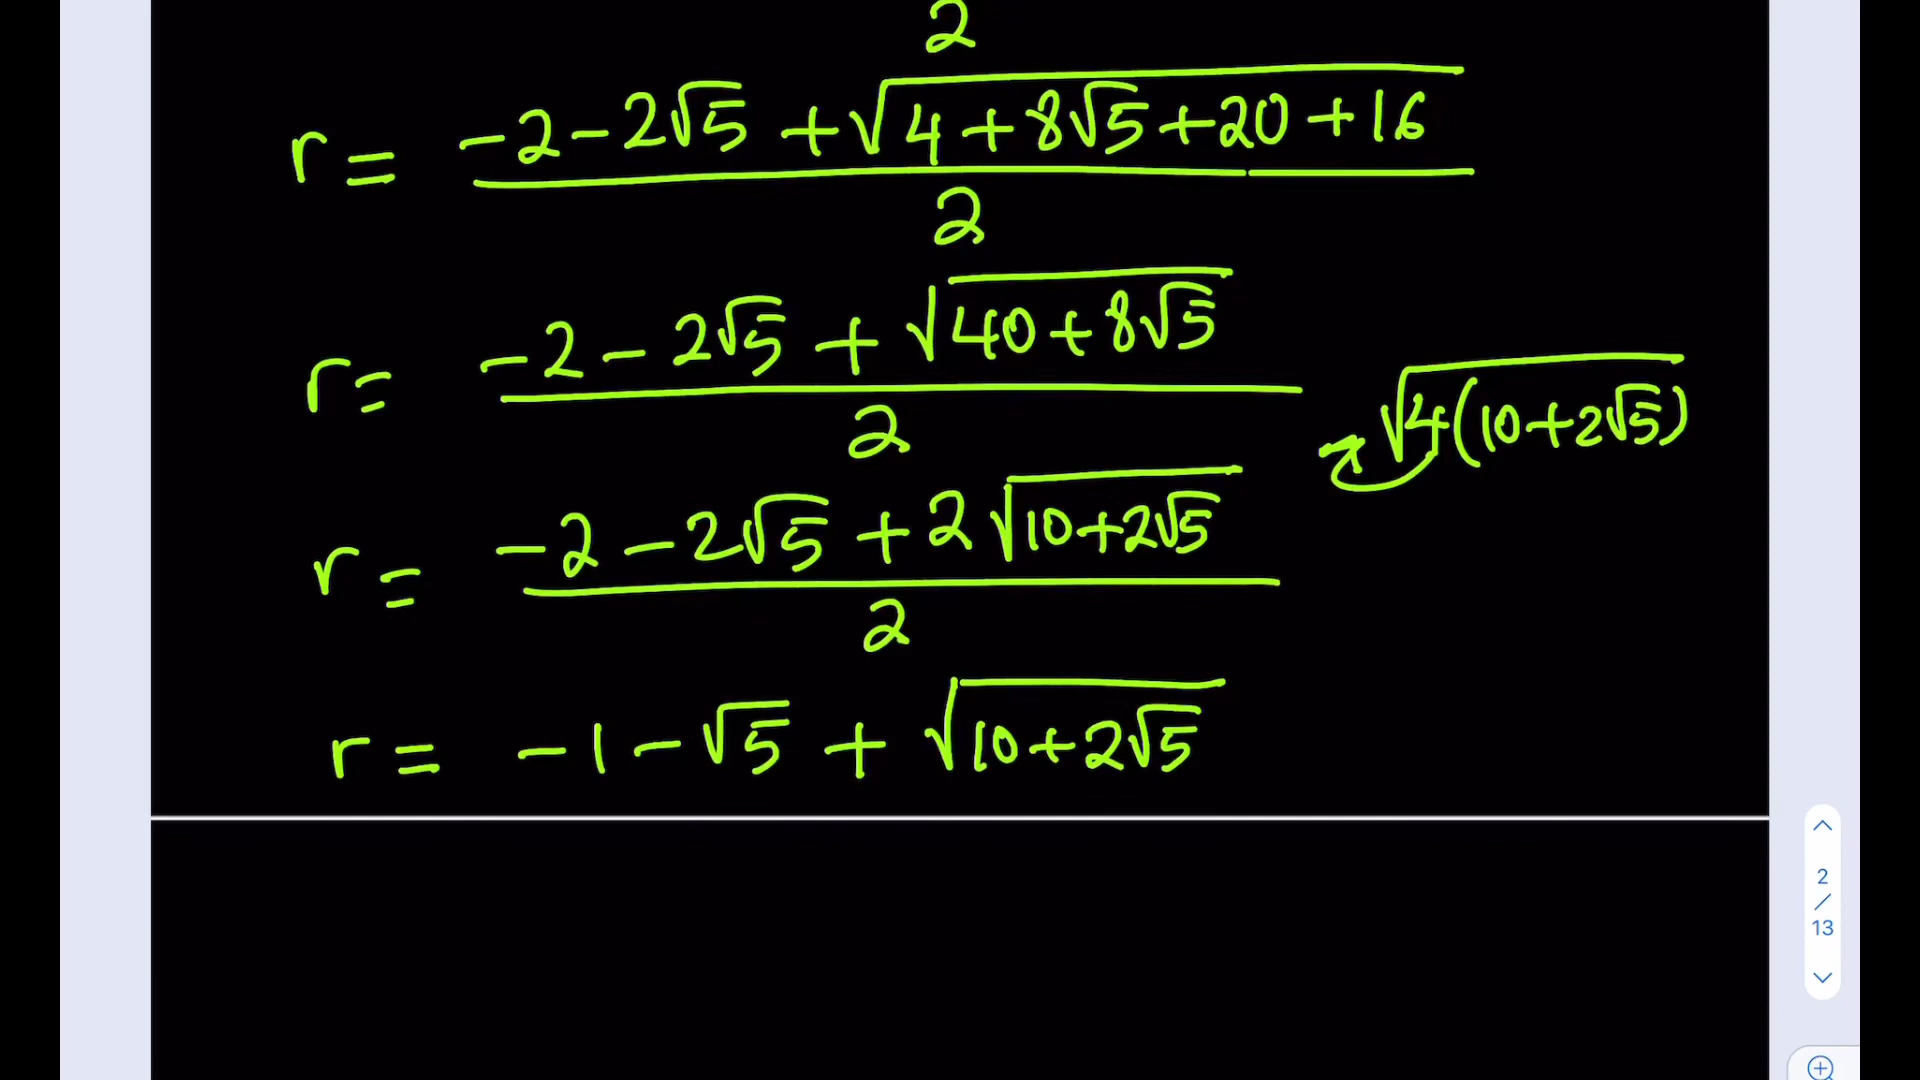 2
r = -2-2√5 + √4+8√5+20+16
2
r = -2 - 2√5 + √40+8√5
2
√4(10+2√5)
r = -2 - 2√5 + 2√10+2√5
2
r = -1-√5 + √10+2√5
2
/
13